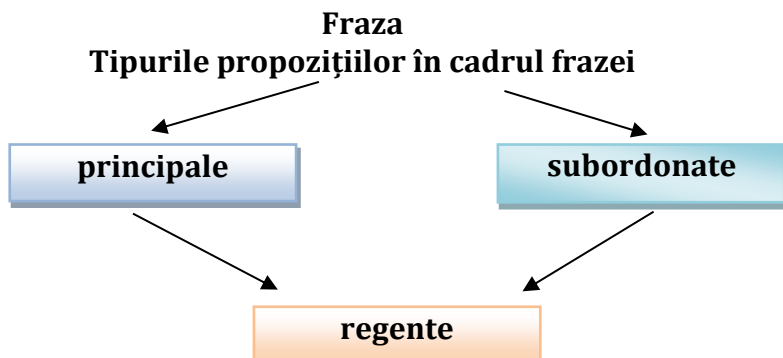 Fraza
Tipurile propozițiilor în cadrul frazei
principale
subordonate
regente